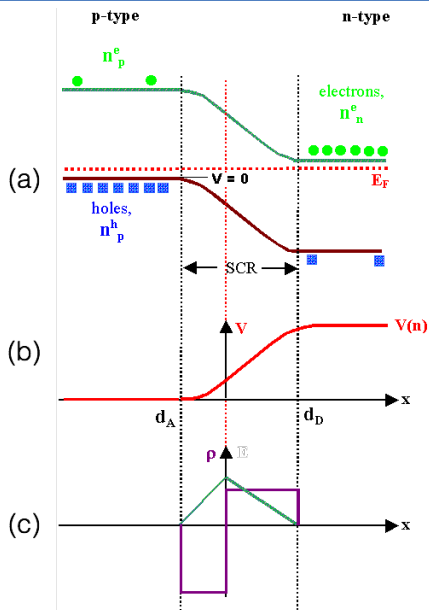 p-type n-type
n^e_p
electrons,
n^e_n
(a)
E_F
V = 0
holes,
n^h_p
SCR
V
V(n)
(b)
x
d_A d_D
ρ E
(c)
x